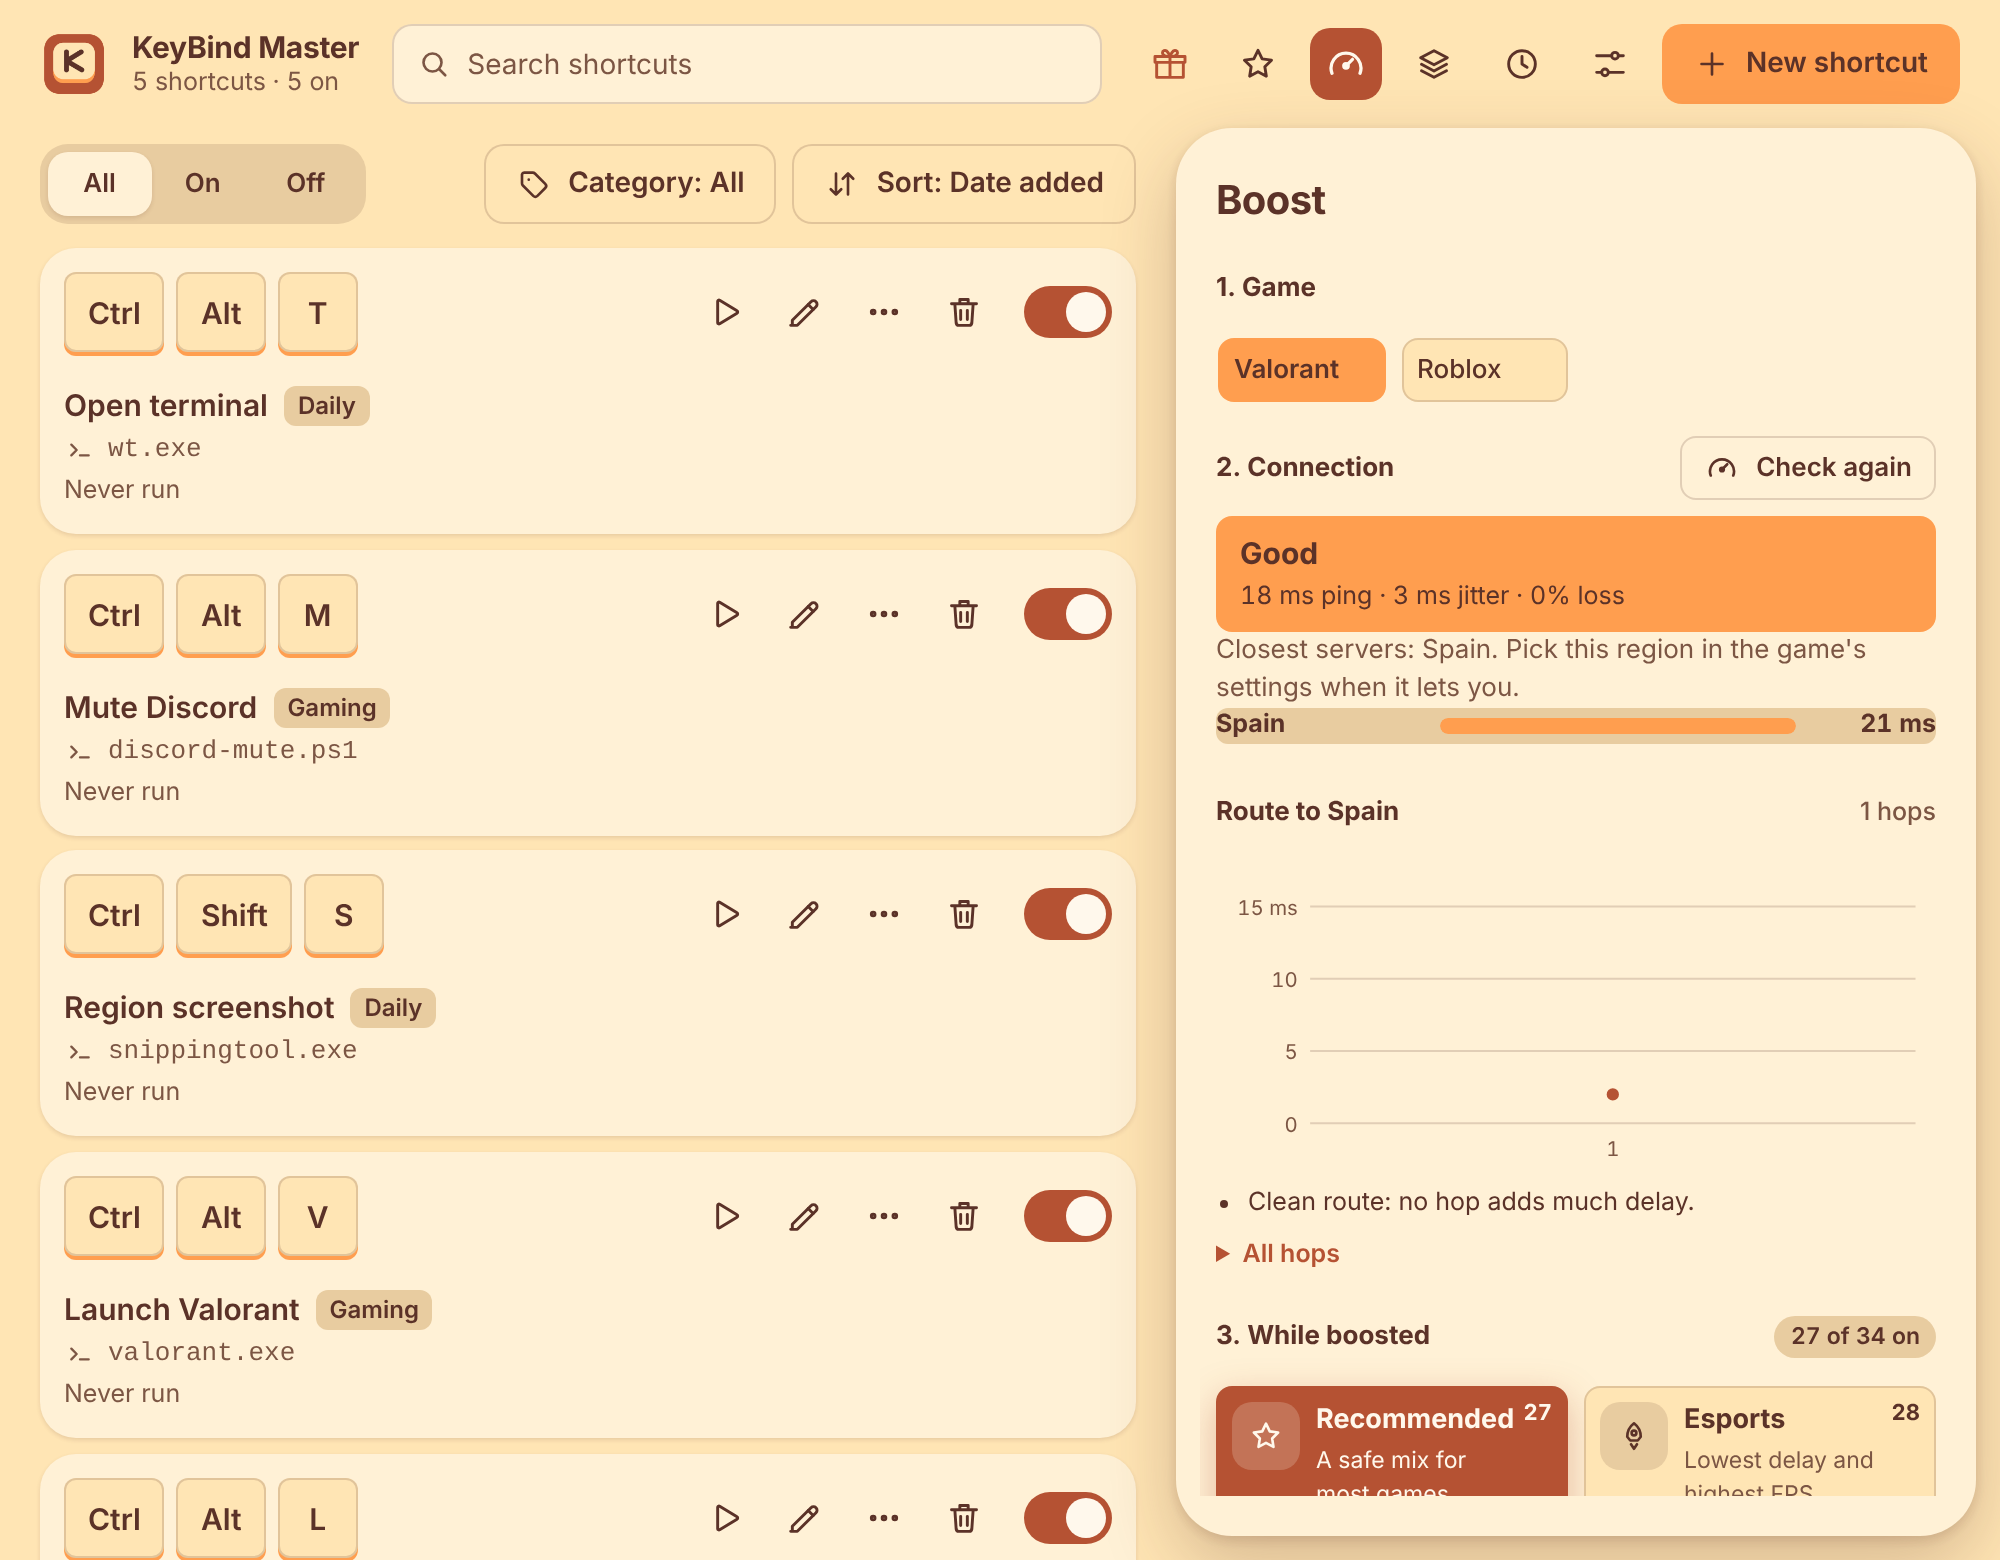 KeyBind Master
5 shortcuts · 5 on
Search shortcuts
New shortcut
All
On
Off
Category: All
Sort: Date added
Ctrl
Alt
T
Open terminal
Daily
wt.exe
Never run
Ctrl
Alt
M
Mute Discord
Gaming
discord-mute.ps1
Never run
Ctrl
Shift
S
Region screenshot
Daily
snippingtool.exe
Never run
Ctrl
Alt
V
Launch Valorant
Gaming
valorant.exe
Never run
Ctrl
Alt
L
Boost
1. Game
Valorant
Roblox
2. Connection
Check again
Good
18 ms ping · 3 ms jitter · 0% loss
Closest servers: Spain. Pick this region in the game's
settings when it lets you.
Spain
21 ms
Route to Spain
1 hops
15 ms
10
5
0
1
• Clean route: no hop adds much delay.
All hops
3. While boosted
27 of 34 on
Recommended
27
A safe mix for
most games
Esports
28
Lowest delay and
highest FPS